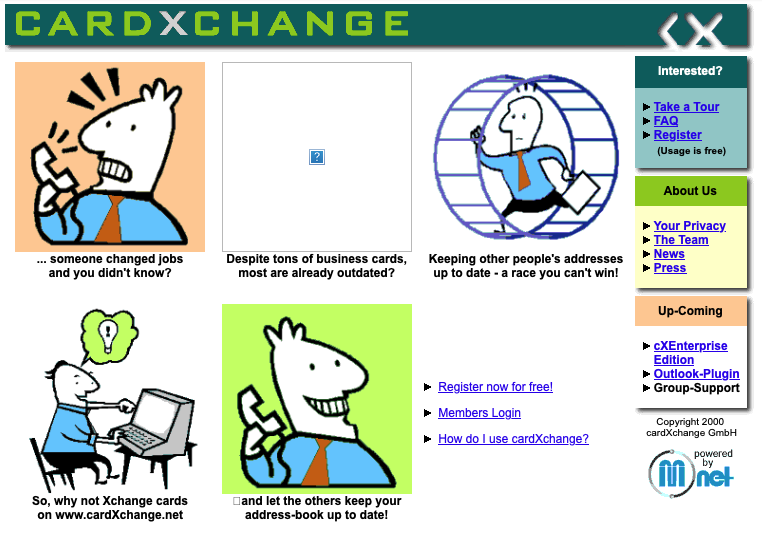 CARDXCHANGE
cX
... someone changed jobs
and you didn't know?
Despite tons of business cards,
most are already outdated?
Keeping other people's addresses
up to date - a race you can't win!
So, why not Xchange cards
on www.cardXchange.net
and let the others keep your
address-book up to date!
Register now for free!
Members Login
How do I use cardXchange?
Interested?
Take a Tour
FAQ
Register
(Usage is free)
About Us
Your Privacy
The Team
News
Press
Up-Coming
cXEnterprise
Edition
Outlook-Plugin
Group-Support
Copyright 2000
cardXchange GmbH
powered
by
Mnet